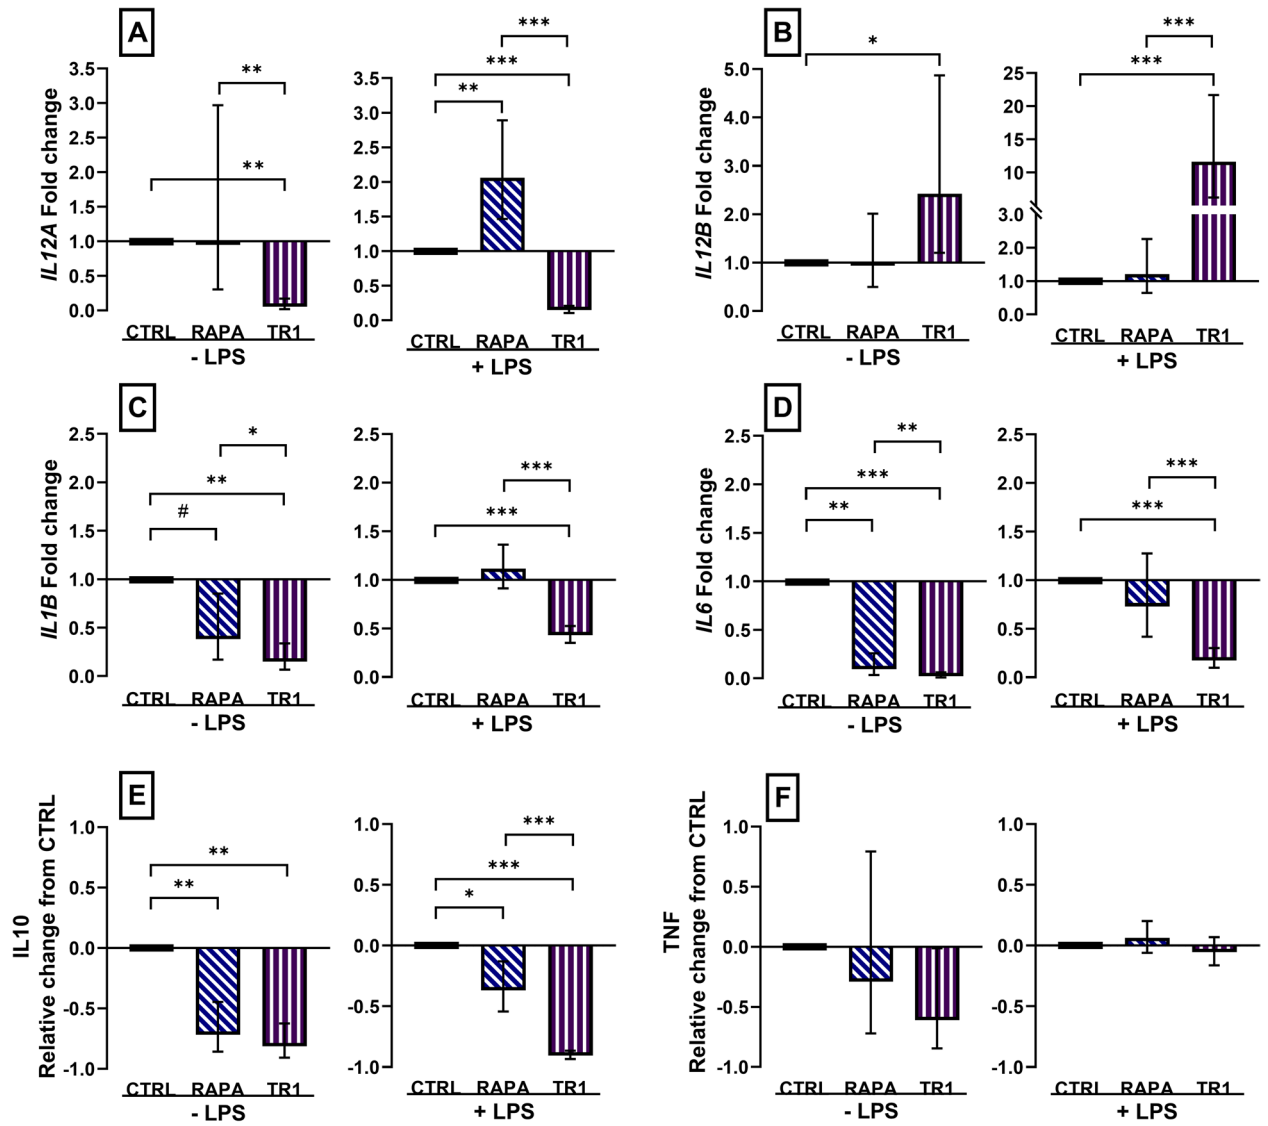 A
IL12A Fold change
3.5
3.0
2.5
2.0
1.5
1.0
0.5
0.0
**
**
CTRL RAPA TR1
- LPS
3.5
3.0
2.5
2.0
1.5
1.0
0.5
0.0
***
***
**
CTRL RAPA TR1
+ LPS
B
IL12B Fold change
5.0
4.0
3.0
2.0
1.0
0.0
*
CTRL RAPA TR1
- LPS
25
20
15
10
3.0
2.0
1.0
0.0
***
***
CTRL RAPA TR1
+ LPS
C
IL1B Fold change
2.5
2.0
1.5
1.0
0.5
0.0
*
**
#
CTRL RAPA TR1
- LPS
2.5
2.0
1.5
1.0
0.5
0.0
***
***
CTRL RAPA TR1
+ LPS
D
IL6 Fold change
2.5
2.0
1.5
1.0
0.5
0.0
**
***
**
CTRL RAPA TR1
- LPS
2.5
2.0
1.5
1.0
0.5
0.0
***
***
CTRL RAPA TR1
+ LPS
E
IL10
Relative change from CTRL
1.0
0.5
0.0
-0.5
-1.0
**
**
CTRL RAPA TR1
- LPS
1.0
0.5
0.0
-0.5
-1.0
***
***
*
CTRL RAPA TR1
+ LPS
F
TNF
Relative change from CTRL
1.0
0.5
0.0
-0.5
-1.0
CTRL RAPA TR1
- LPS
1.0
0.5
0.0
-0.5
-1.0
CTRL RAPA TR1
+ LPS